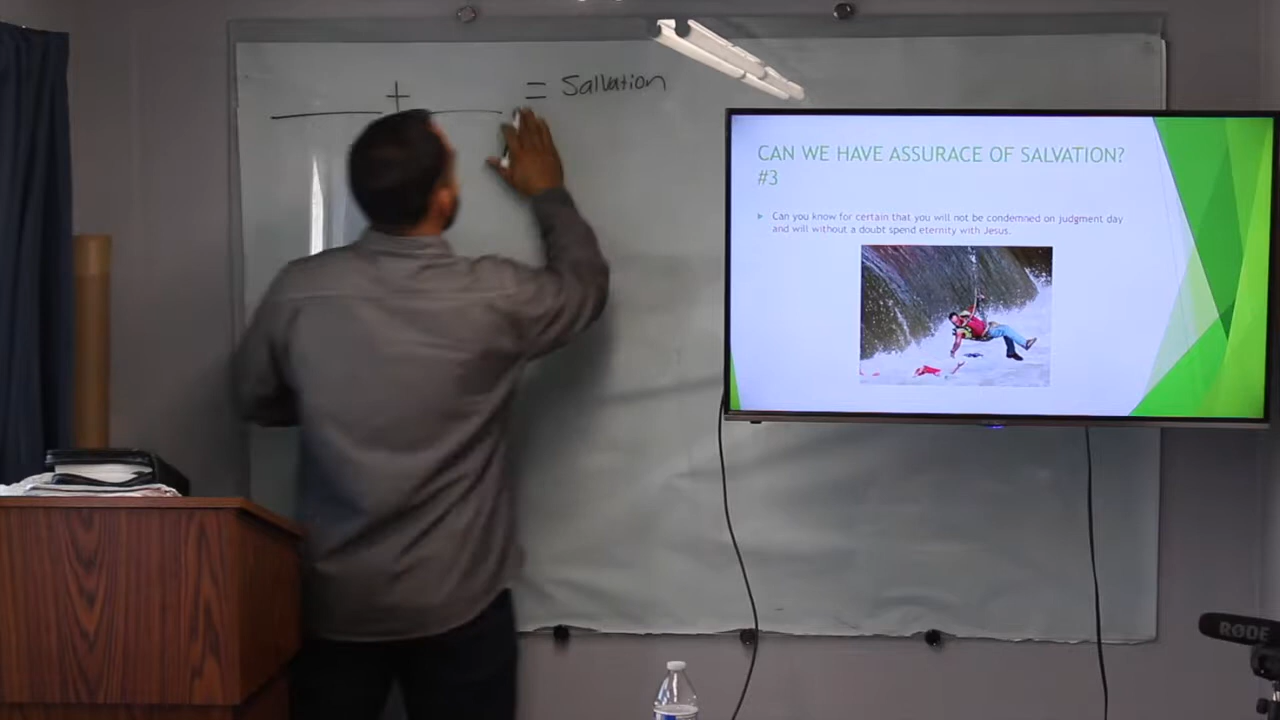 +
= Salvation
CAN WE HAVE ASSURACE OF SALVATION?
#3
Can you know for certain that you will not be condemned on judgment day
and will without a doubt spend eternity with Jesus.
RØDE